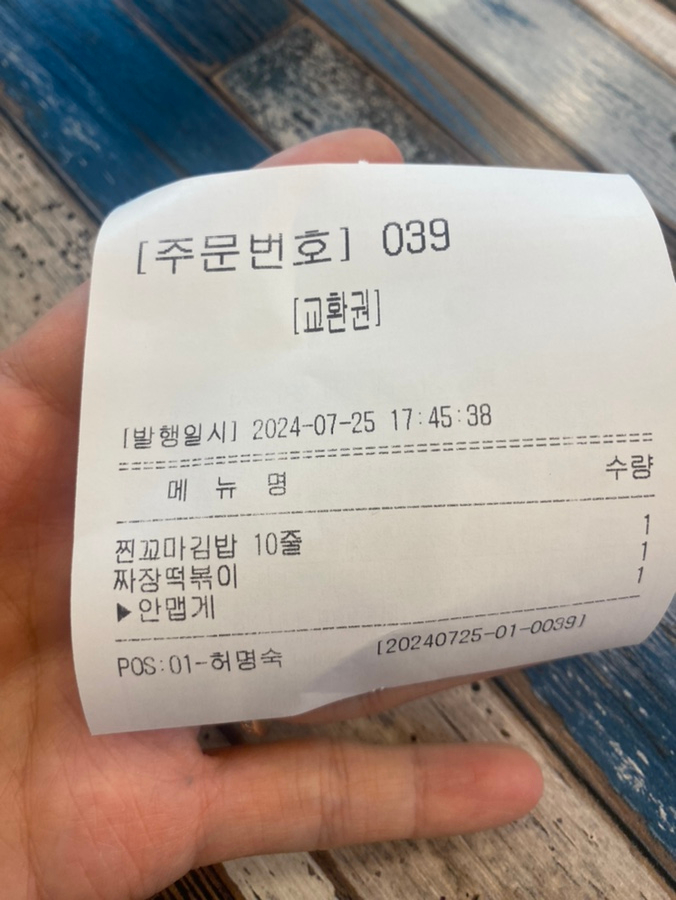 [주문번호] 039
[교환권]
[발행일시] 2024-07-25 17:45:38
메 뉴 명 수량
찐꼬마김밥 10줄 1
짜장떡볶이 1
▶안맵게 1
POS:01-허명숙 [20240725-01-0039]